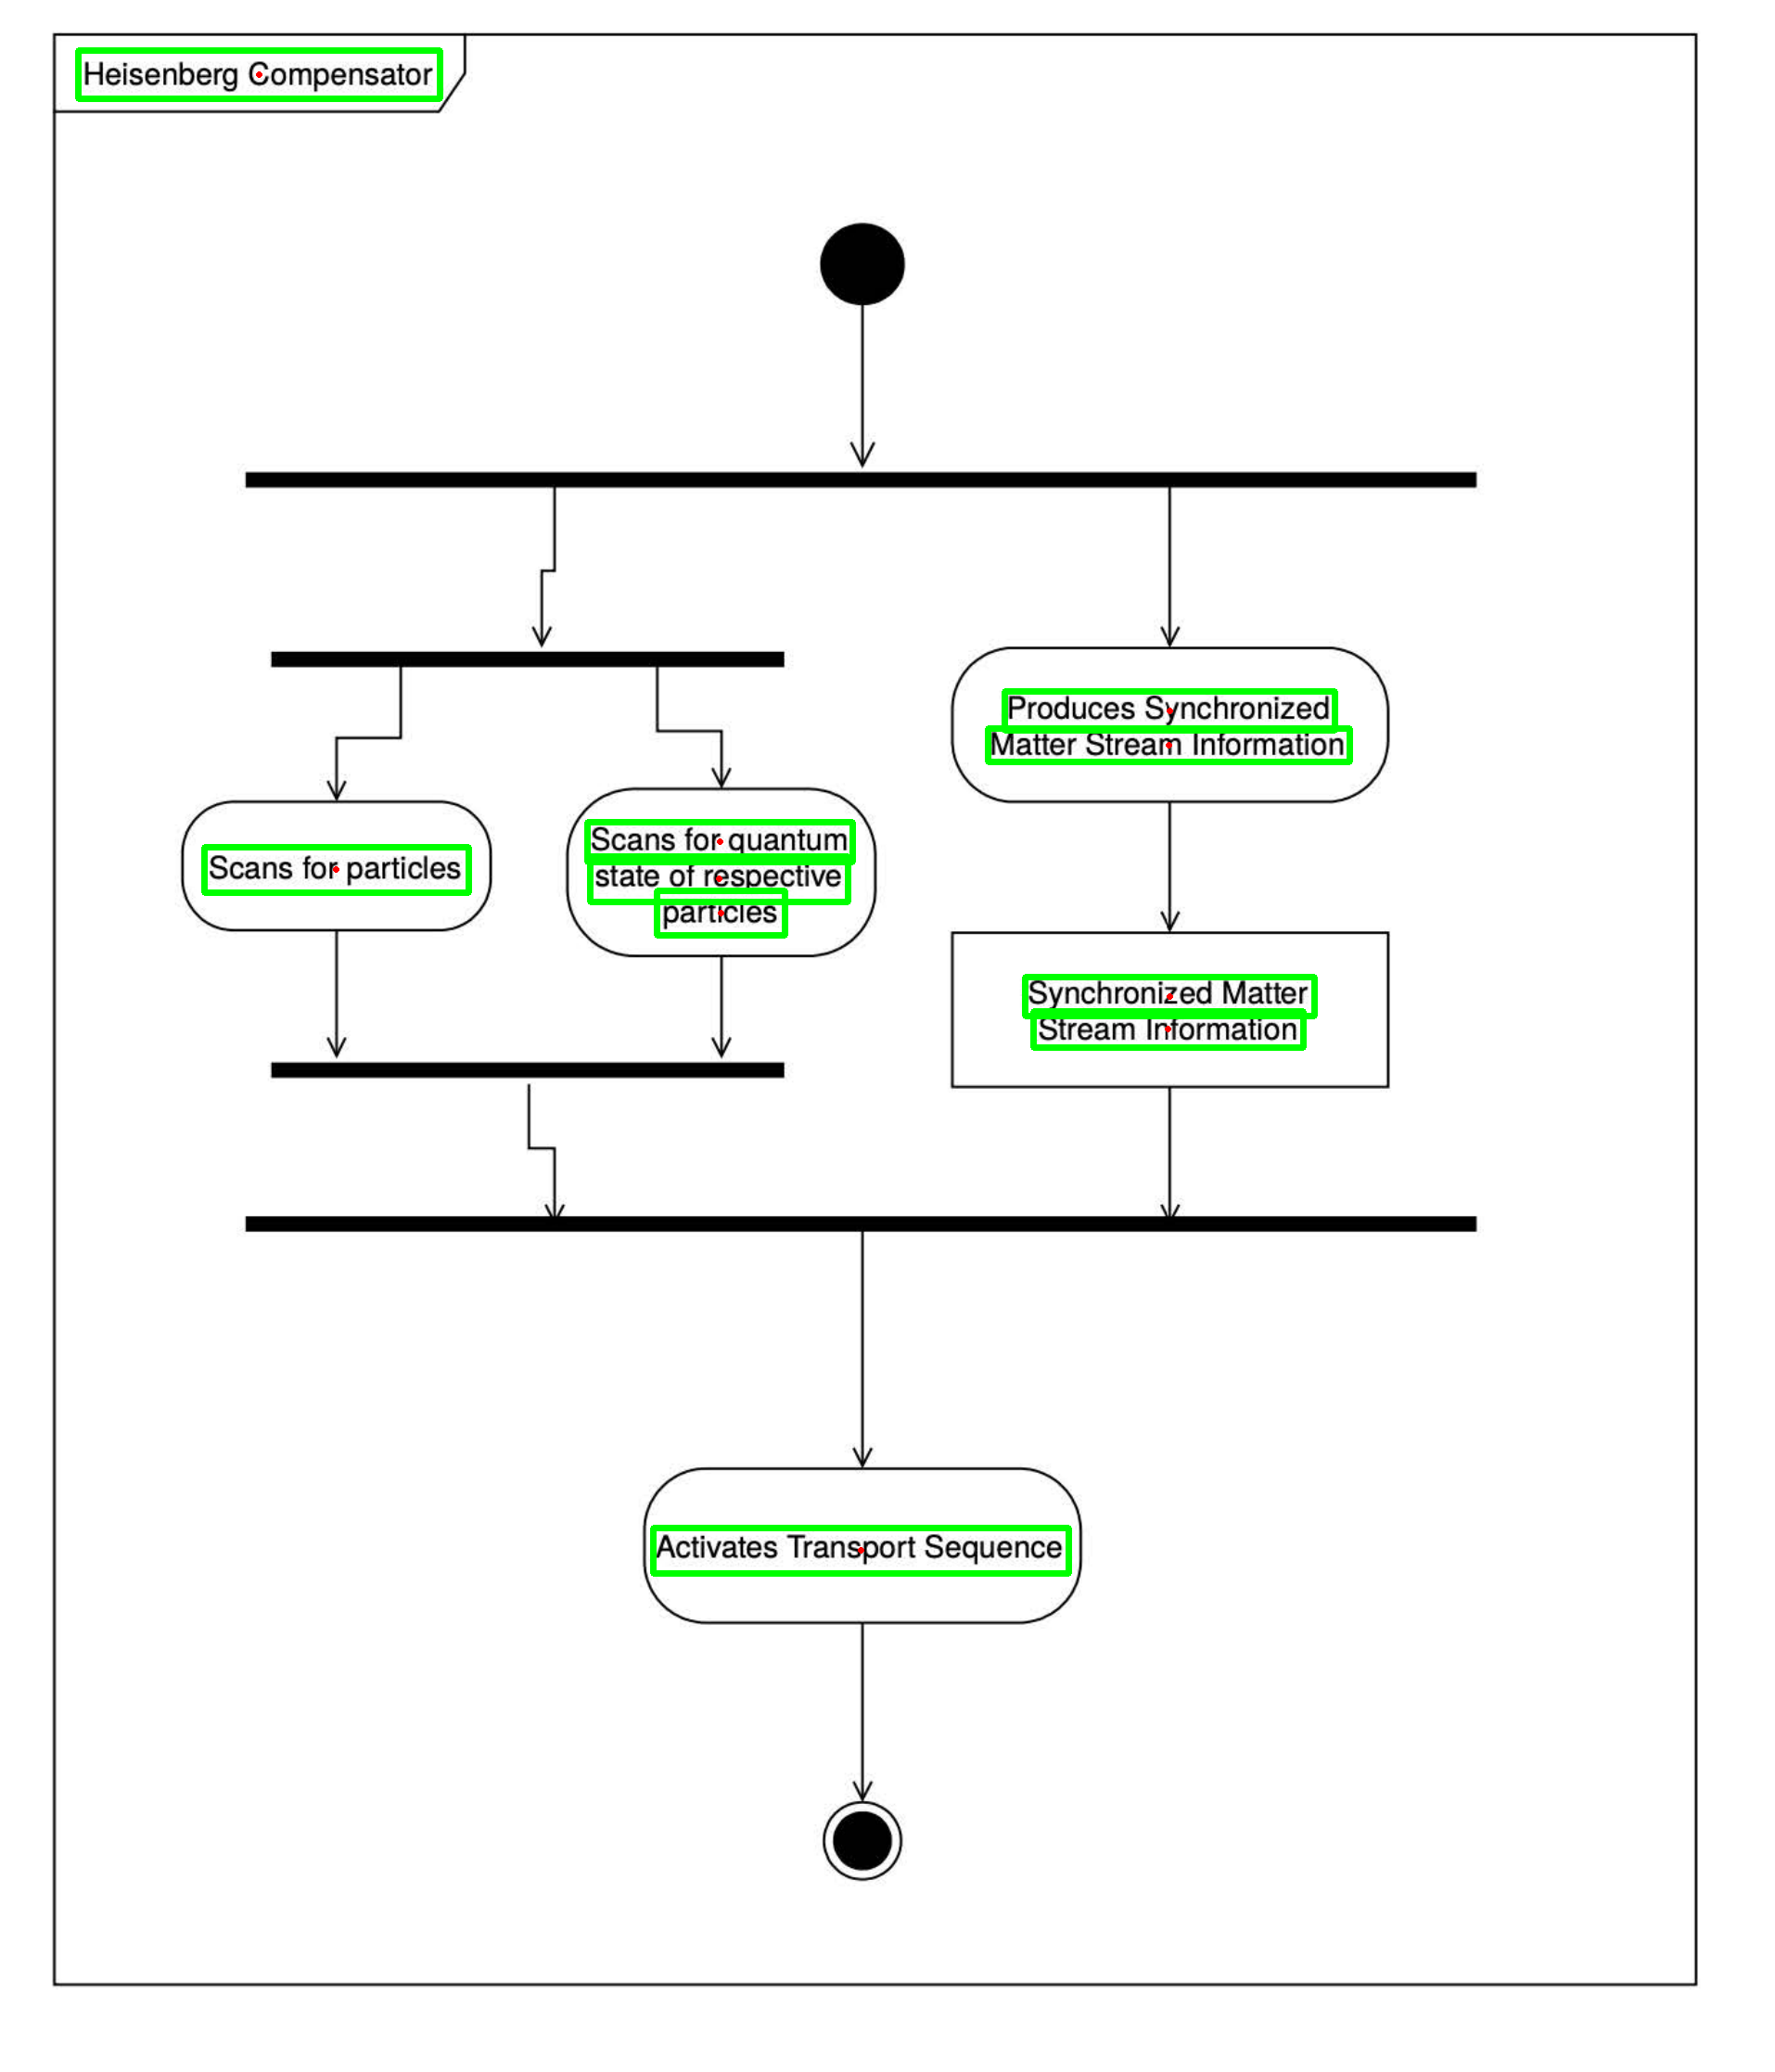 Heisenberg Compensator
Produces Synchronized
Matter Stream Information
Scans for particles
Scans for quantum
state of respective
particles
Synchronized Matter
Stream Information
Activates Transport Sequence